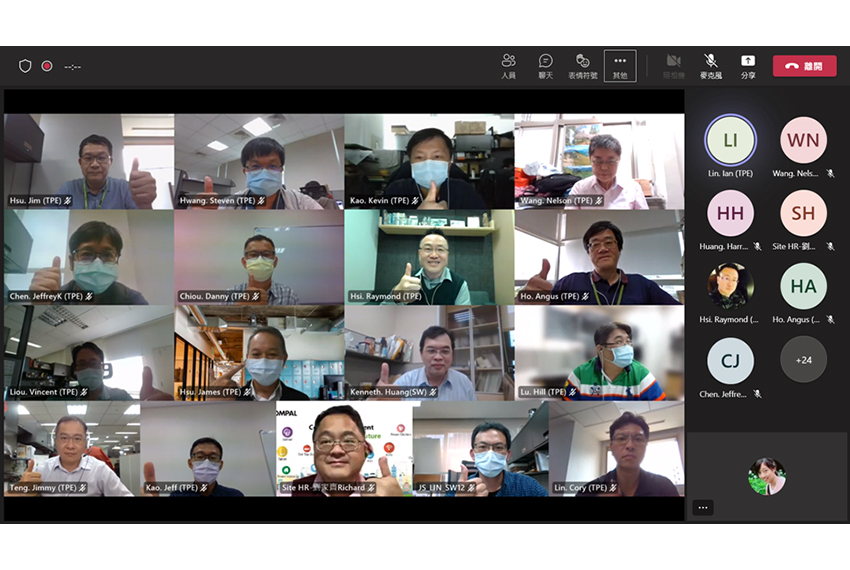 --:--
人員
聊天
表情符號
其他
照相機
麥克風
分享
離開
Hsu. Jim (TPE)
Hwang. Steven (TPE)
Kao. Kevin (TPE)
Wang. Nelson (TPE)
Chen. JeffreyK (TPE)
Chiou. Danny (TPE)
Hsi. Raymond (TPE)
Ho. Angus (TPE)
Liou. Vincent (TPE)
Hsu. James (TPE)
Kenneth. Huang(SW)
Lu. Hill (TPE)
OMPAL
Teng. Jimmy (TPE)
Kao. Jeff (TPE)
Site HR-劉家齊Richard
JS_LIN_SW12
Lin. Cory (TPE)
LI
Lin. Ian (TPE)
WN
Wang. Nels...
HH
Huang. Harr...
SH
Site HR-劉...
Hsi. Raymond (...
HA
Ho. Angus (...
CJ
Chen. Jeffre...
+24